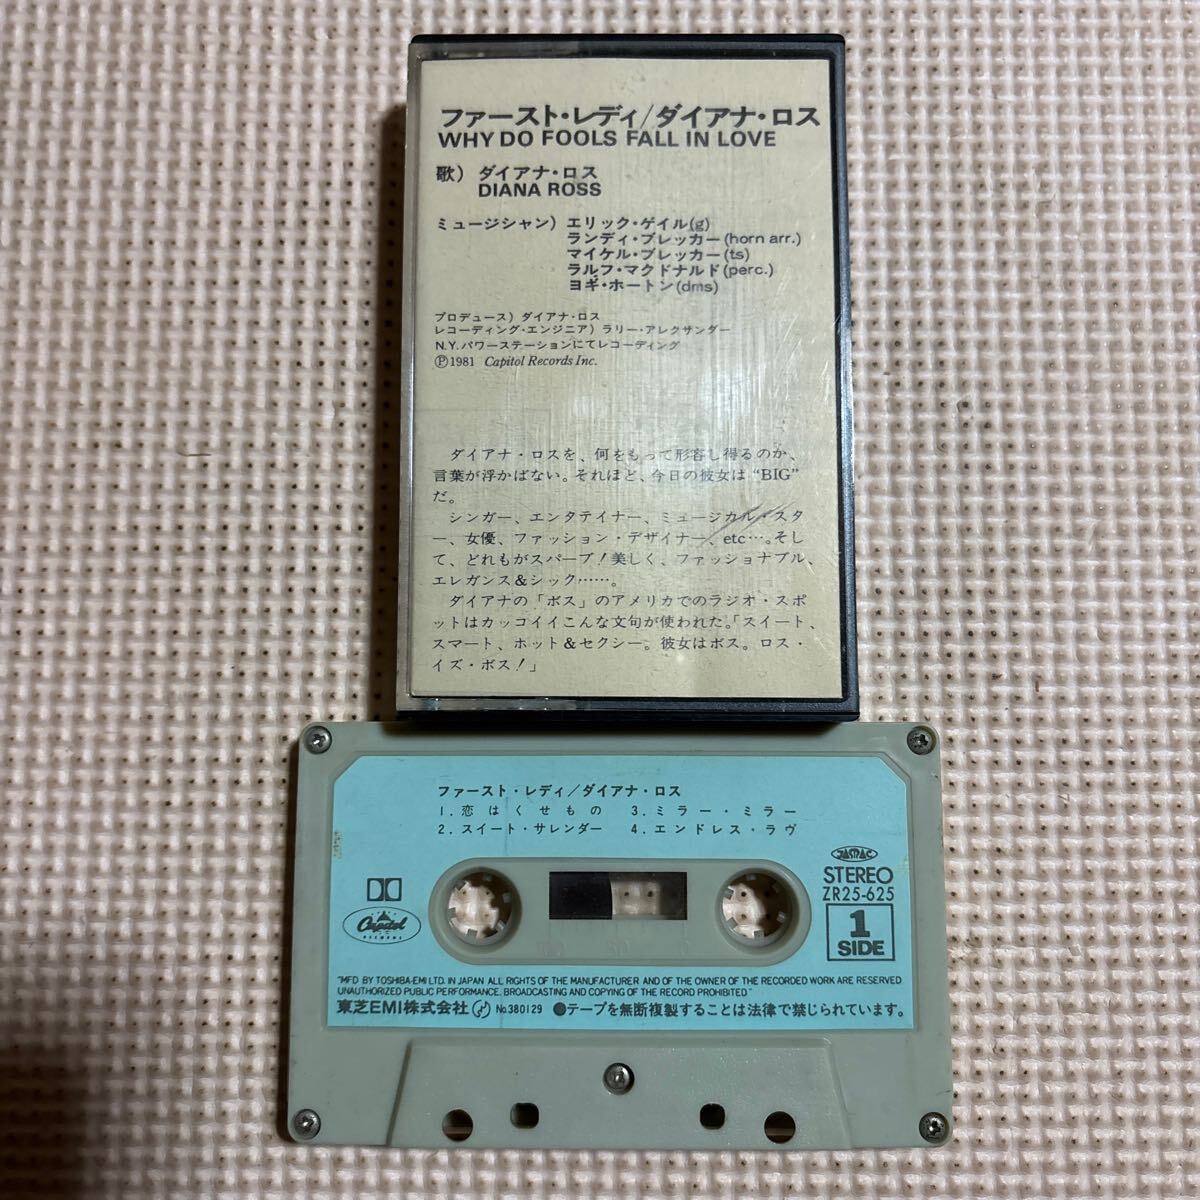 ファースト・レディ/ダイアナ・ロス
WHY DO FOOLS FALL IN LOVE
歌) ダイアナ・ロス
DIANA ROSS
ミュージシャン) エリック・ゲイル(g)
ランディ・ブレッカー(horn arr.)
マイケル・ブレッカー(ts)
ラルフ・マクドナルド(perc.)
ヨギ・ホートン(dms)
プロデュース) ダイアナ・ロス
レコーディング・エンジニア) ラリー・アレクサンダー
N.Y.パワーステーションにてレコーディング
Ⓟ1981 Capitol Records Inc.
ダイアナ・ロスを、何をもって形容し得るのか、
言葉が浮かばない。それほど、今日の彼女は“BIG”
だ。
シンガー、エンタテイナー、ミュージカル・スタ
ー、女優、ファッション・デザイナー、etc…。そし
て、どれもがスパーブ!美しく、ファッショナブル、
エレガンス&シック……。
ダイアナの「ボス」のアメリカでのラジオ・スポ
ットはカッコイイこんな文句が使われた。「スイート、
スマート、ホット&セクシー。彼女はボス。ロス・
イズ・ボス!」
ファースト・レディ/ダイアナ・ロス
1. 恋はくせもの 3. ミラー・ミラー
2. スイート・サレンダー 4. エンドレス・ラヴ
JASRAC
STEREO
ZR25-625
1
SIDE
Capitol
RECORDS
100 50 0
"MFD BY TOSHIBA-EMI LTD. IN JAPAN ALL RIGHTS OF THE MANUFACTURER AND OF THE OWNER OF THE RECORDED WORK ARE RESERVED
UNAUTHORIZED PUBLIC PERFORMANCE. BROADCASTING AND COPYING OF THE RECORD PROHIBITED"
東芝EMI株式会社 No.380129 ●テープを無断複製することは法律で禁じられています。